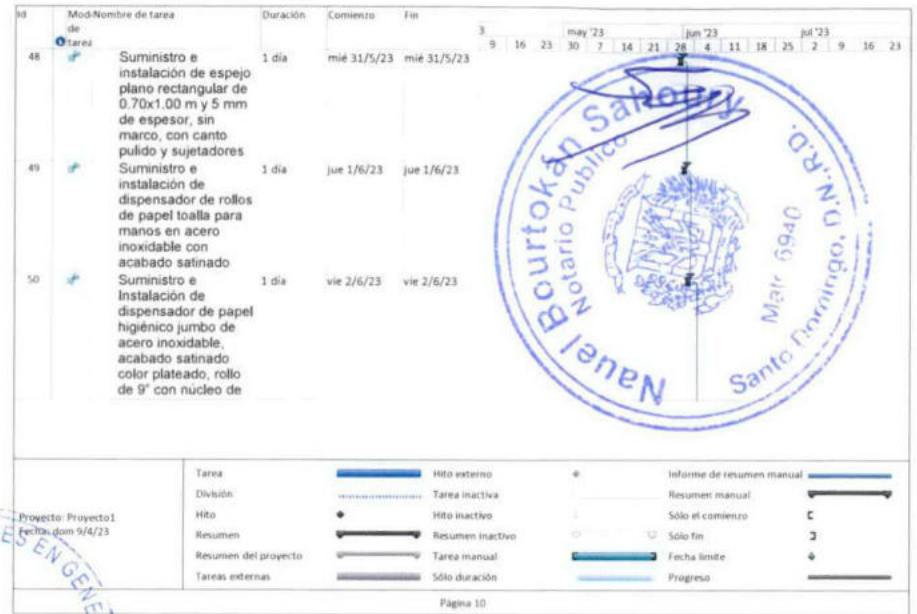 Id
Mod
de
tarea
Nombre de tarea
Duración
Comienzo
Fin
3
may '23
jun '23
jul '23
9 16 23 30 7 14 21 28 4 11 18 25 2 9 16 23
48
Suministro e
instalación de espejo
plano rectangular de
0.70x1.00 m y 5 mm
de espesor, sin
marco, con canto
pulido y sujetadores
1 día
mié 31/5/23
mié 31/5/23
49
Suministro e
instalación de
dispensador de rollos
de papel toalla para
manos en acero
inoxidable con
acabado satinado
1 día
jue 1/6/23
jue 1/6/23
50
Suministro e
Instalación de
dispensador de papel
higiénico jumbo de
acero inoxidable,
acabado satinado
color plateado, rollo
de 9" con núcleo de
1 día
vie 2/6/23
vie 2/6/23
Nauel Bourtokán Sahoury
Notario Publico
Matr. 6940
Santo Domingo, D.N., R.D.
Proyecto: Proyecto1
Fecha: dom 9/4/23
Tarea
División
Hito
Resumen
Resumen del proyecto
Tareas externas
Hito externo
Tarea inactiva
Hito inactivo
Resumen inactivo
Tarea manual
Sólo duración
Informe de resumen manual
Resumen manual
Sólo el comienzo
Sólo fin
Fecha límite
Progreso
Página 10
ES EN GENE